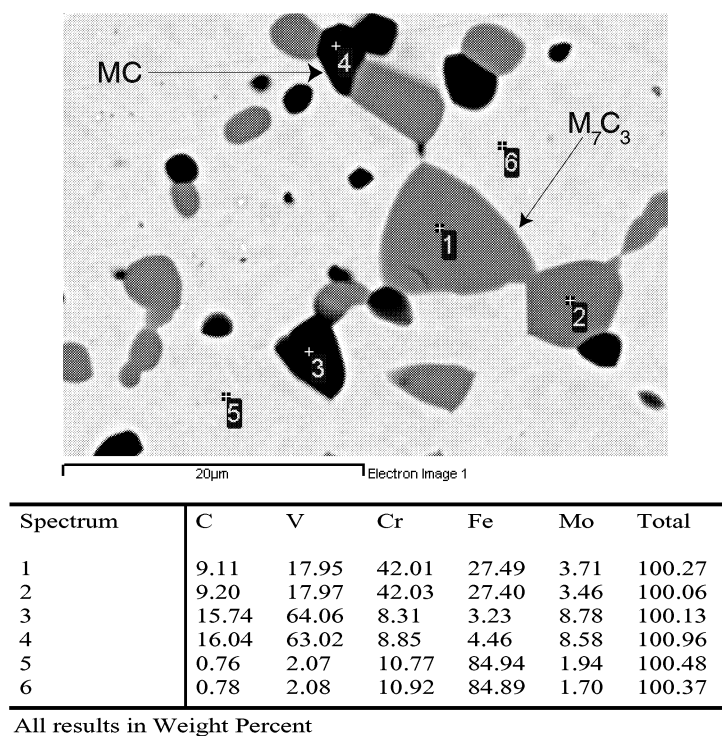 4
MC
M7C3
6
1
2
3
5
20µm Electron Image 1
Spectrum C V Cr Fe Mo Total
1 9.11 17.95 42.01 27.49 3.71 100.27
2 9.20 17.97 42.03 27.40 3.46 100.06
3 15.74 64.06 8.31 3.23 8.78 100.13
4 16.04 63.02 8.85 4.46 8.58 100.96
5 0.76 2.07 10.77 84.94 1.94 100.48
6 0.78 2.08 10.92 84.89 1.70 100.37
All results in Weight Percent